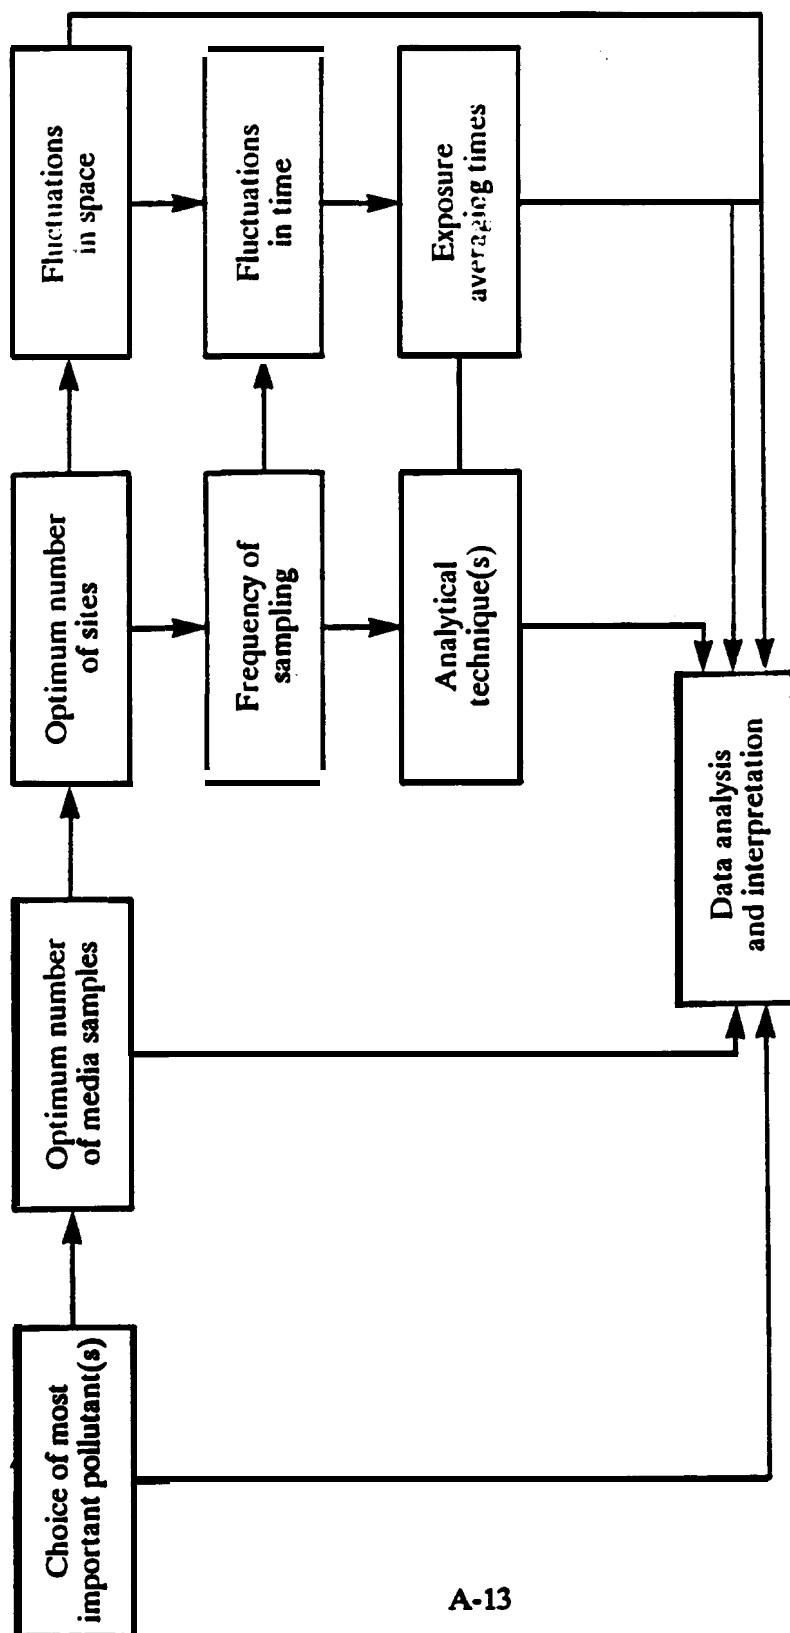 Choice of most
important pollutant(s)
Optimum number
of media samples
Optimum number
of sites
Fluctuations
in space
Frequency of
sampling
Fluctuations
in time
Analytical
technique(s)
Exposure
averaging times
Data analysis
and interpretation
A-13